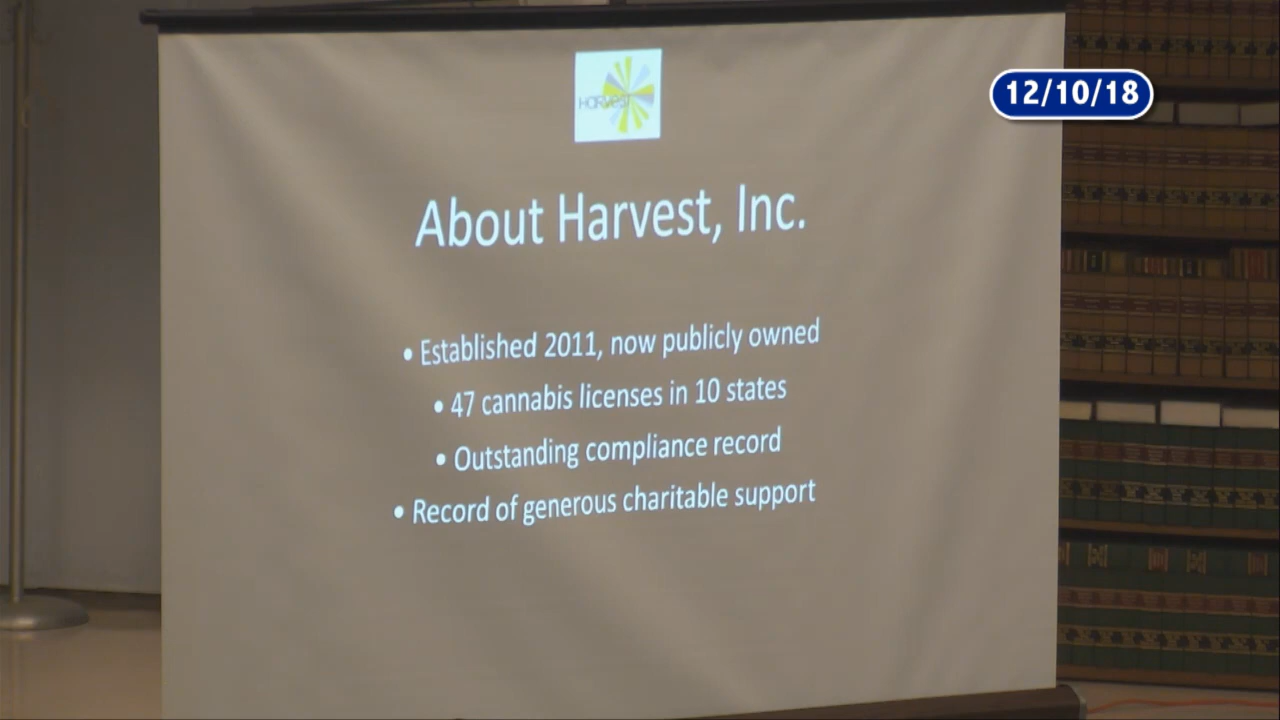 12/10/18
HARVEST
About Harvest, Inc.
• Established 2011, now publicly owned
• 47 cannabis licenses in 10 states
• Outstanding compliance record
• Record of generous charitable support